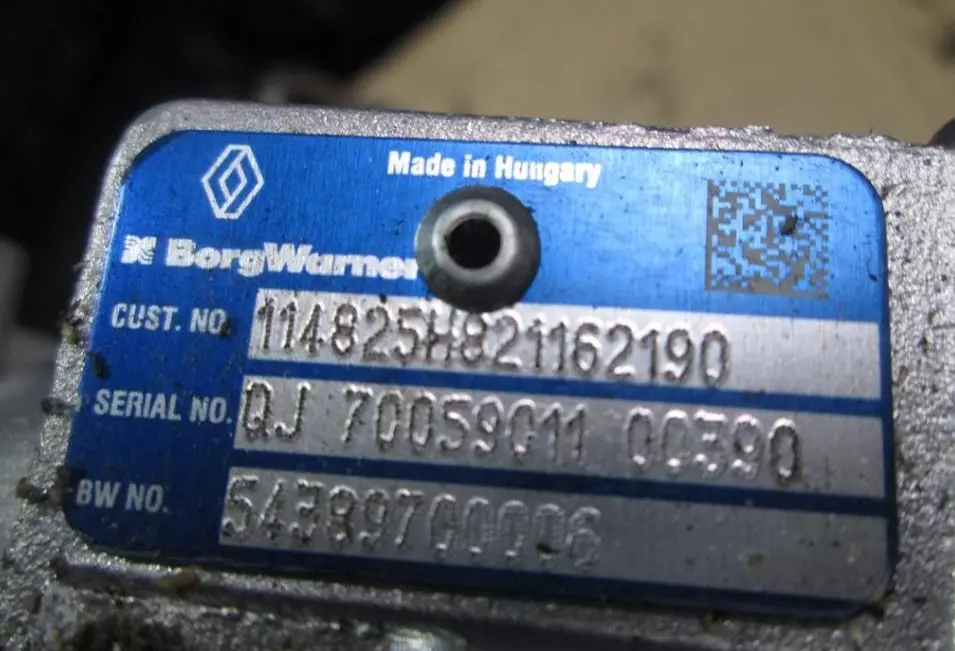 Made in Hungary
BorgWarner
CUST. NO. 114825H821162190
SERIAL NO. QJ 70059011 00390
BW NO. 54389700006